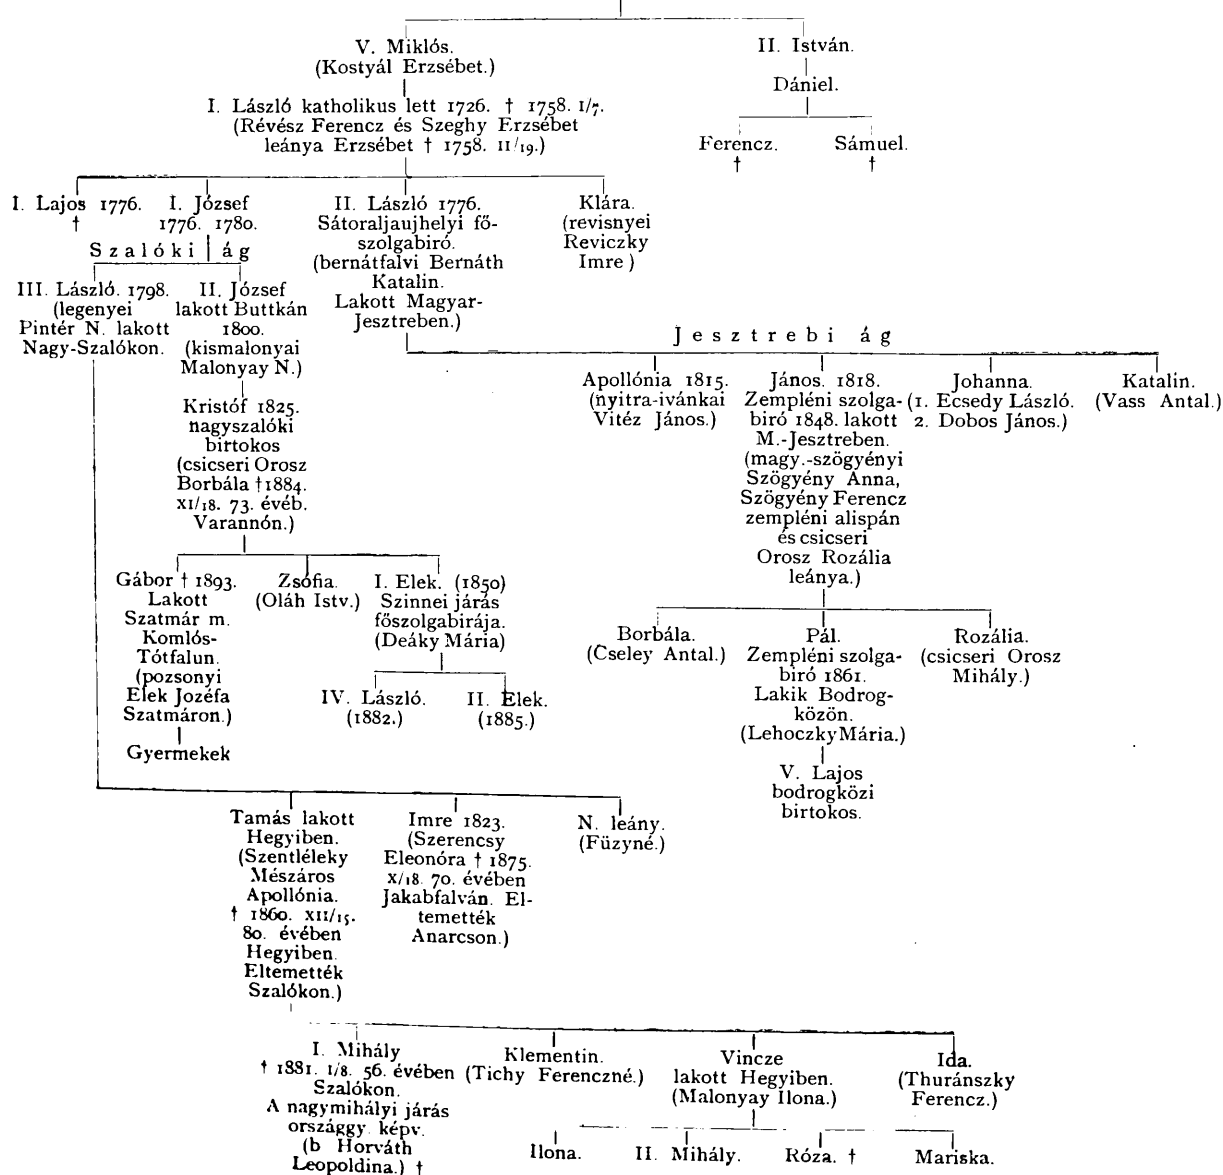 V. Miklós.
(Kostyál Erzsébet.)
II. István.
Dániel.
Ferencz.
†
Sámuel.
†
I. László katholikus lett 1726. † 1758. I/7.
(Révész Ferencz és Szeghy Erzsébet
leánya Erzsébet † 1758. II/19.)
I. Lajos 1776.
†
I. József
1776. 1780.
II. László 1776.
Sátoraljaujhelyi fő-
szolgabiró.
(bernátfalvi Bernáth
Katalin.
Lakott Magyar-
Jesztreben.)
Klára.
(revisnyei
Reviczky
Imre)
Szalóki ág
III. László. 1798.
(legenyei
Pintér N. lakott
Nagy-Szalókon.
II. József
lakott Buttkán
1800.
(kismalonyai
Malonyay N.)
Kristóf 1825.
nagyszalóki
birtokos
(csicseri Orosz
Borbála †1884.
XI/18. 73. évéb.
Varannón.)
Jesztrebi ág
Apollónia 1815.
(nyitra-ivánkai
Vitéz János.)
János. 1818.
Zempléni szolga-
biró 1848. lakott
M.-Jesztreben.
(magy.-szögyényi
Szögyény Anna,
Szögyény Ferencz
zempléni alispán
és csicseri
Orosz Rozália
leánya.)
Johanna.
(1. Ecsedy László.
2. Dobos János.)
Katalin.
(Vass Antal.)
Gábor † 1893.
Lakott
Szatmár m.
Komlós-
Tótfalun.
(pozsonyi
Elek Jozéfa
Szatmáron.)
Gyermekek
Zsófia.
(Oláh Istv.)
I. Elek. (1850)
Szinnei járás
főszolgabirája.
(Deáky Mária)
IV. László.
(1882.)
II. Elek.
(1885.)
Borbála.
(Cseley Antal.)
Pál.
Zempléni szolga-
biró 1861.
Lakik Bodrog-
közön.
(Lehoczky Mária.)
Rozália.
(csicseri Orosz
Mihály.)
V. Lajos
bodrogközi
birtokos.
Tamás lakott
Hegyiben.
(Szentléleky
Mészáros
Apollónia.
† 1860. XII/15.
80. évében
Hegyiben.
Eltemették
Szalókon.)
Imre 1823.
(Szerencsy
Eleonóra † 1875.
X/18. 70. évében
Jakabfalván. El-
temették
Anarcson.)
N. leány.
(Füzyné.)
I. Mihály
† 1881. I/8. 56. évében
Szalókon.
A nagymihályi járás
országgy. képv.
(b Horváth
Leopoldina.) †
Klementin.
(Tichy Ferenczné.)
Vincze
lakott Hegyiben.
(Malonyay Ilona.)
Ida.
(Thuránszky
Ferencz.)
Ilona.
II. Mihály.
Róza. †
Mariska.